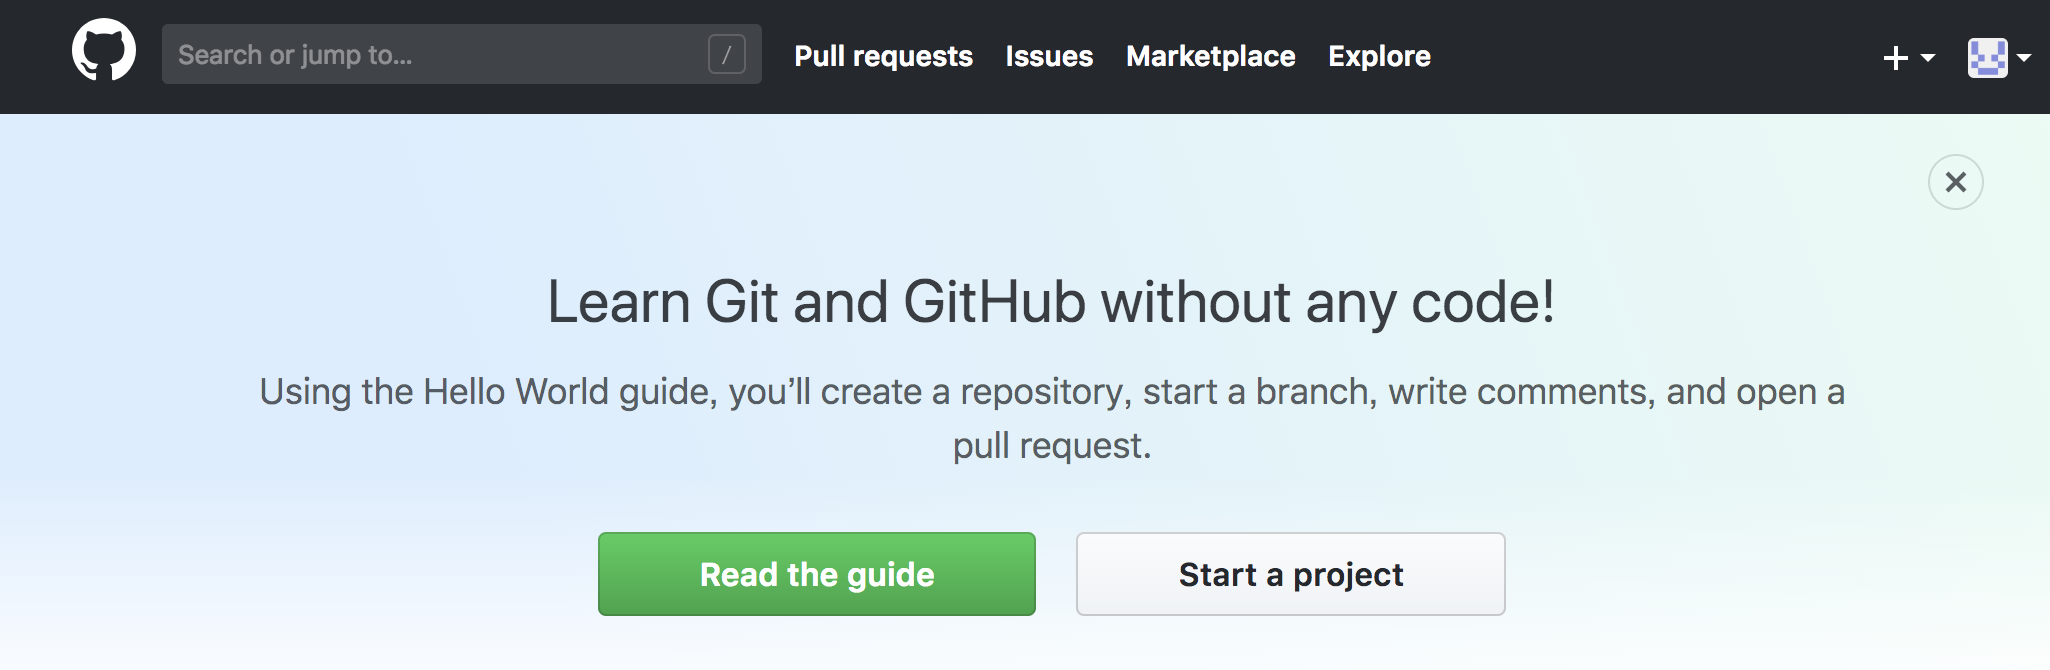 Search or jump to... /
Pull requests Issues Marketplace Explore
Learn Git and GitHub without any code!
Using the Hello World guide, you’ll create a repository, start a branch, write comments, and open a
pull request.
Read the guide
Start a project